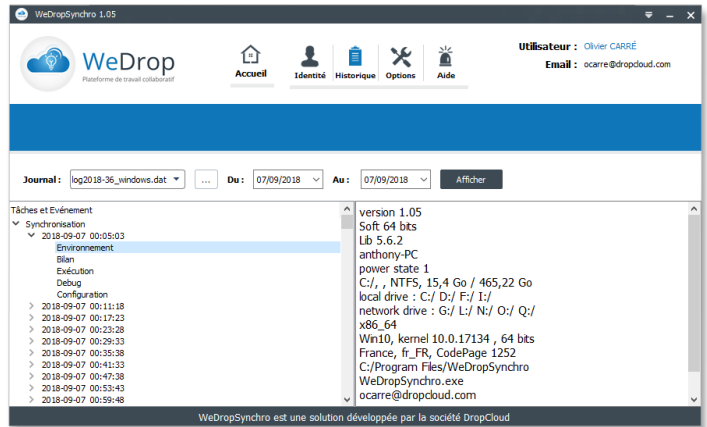 WeDropSynchro 1.05
WeDrop
Plateforme de travail collaboratif
Accueil
Identité
Historique
Options
Aide
Utilisateur : Olivier CARRÉ
Email : ocarre@dropcloud.com
Journal : log2018-36_windows.dat ... Du : 07/09/2018 Au : 07/09/2018 Afficher
Tâches et Evénement
Synchronisation
2018-09-07 00:05:03
Environnement
Bilan
Exécution
Debug
Configuration
2018-09-07 00:11:18
2018-09-07 00:17:23
2018-09-07 00:23:28
2018-09-07 00:29:33
2018-09-07 00:35:38
2018-09-07 00:41:33
2018-09-07 00:47:38
2018-09-07 00:53:43
2018-09-07 00:59:48
version 1.05
Soft 64 bits
Lib 5.6.2
anthony-PC
power state 1
C:/, , NTFS, 15,4 Go / 465,22 Go
local drive : C:/ D:/ F:/ I:/
network drive : G:/ L:/ N:/ O:/ Q:/
x86_64
Win10, kernel 10.0.17134 , 64 bits
France, fr_FR, CodePage 1252
C:/Program Files/WeDropSynchro
WeDropSynchro.exe
ocarre@dropcloud.com
WeDropSynchro est une solution développée par la société DropCloud